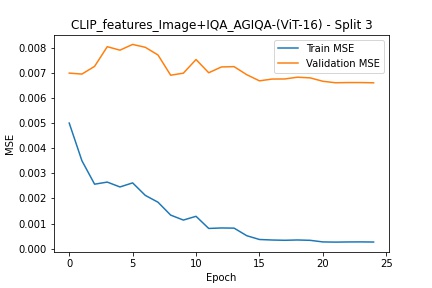 CLIP_features_Image+IQA_AGIQA-(ViT-16) - Split 3
Train MSE
Validation MSE
MSE
0.008
0.007
0.006
0.005
0.004
0.003
0.002
0.001
0.000
0 5 10 15 20 25
Epoch